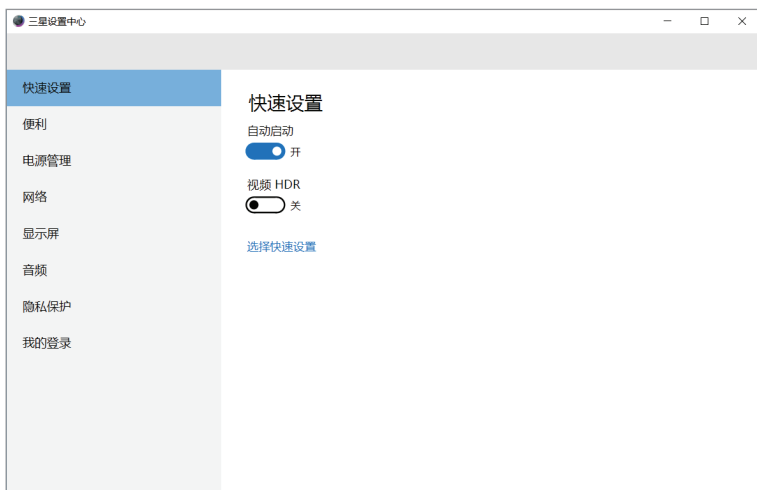 三星设置中心
快速设置
便利
电源管理
网络
显示屏
音频
隐私保护
我的登录
快速设置
自动启动
开
视频 HDR
关
选择快速设置